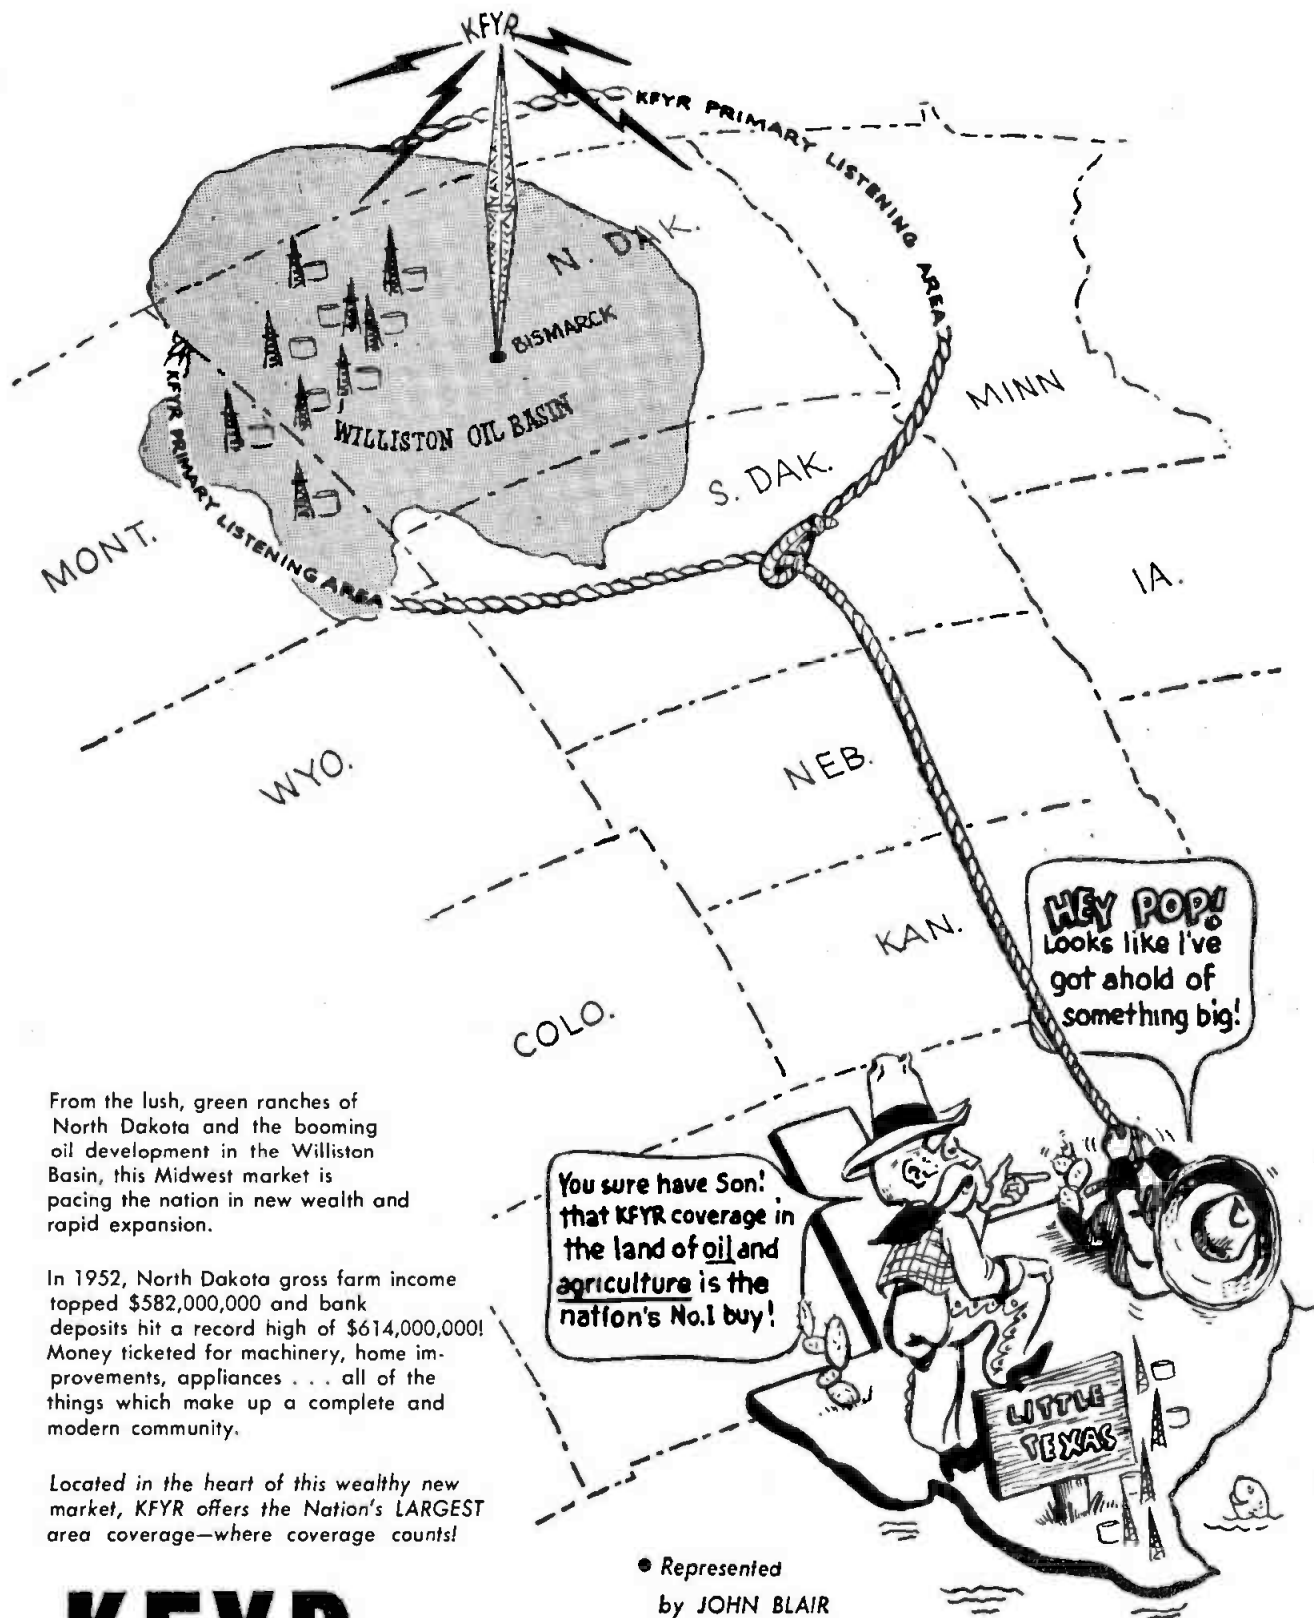 KFYR
KFYR PRIMARY LISTENING AREA
N. DAK.
BISMARCK
WILLISTON OIL BASIN
KFYR PRIMARY LISTENING AREA
MINN
S. DAK.
MONT.
IA.
WYO.
NEB.
KAN.
COLO.
HEY POP!
Looks like I've
got ahold of
something big!
You sure have Son!
that KFYR coverage in
the land of oil and
agriculture is the
nation's No.1 buy!
LITTLE
TEXAS
From the lush, green ranches of
North Dakota and the booming
oil development in the Williston
Basin, this Midwest market is
pacing the nation in new wealth and
rapid expansion.
In 1952, North Dakota gross farm income
topped $582,000,000 and bank
deposits hit a record high of $614,000,000!
Money ticketed for machinery, home im-
provements, appliances . . . all of the
things which make up a complete and
modern community.
Located in the heart of this wealthy new
market, KFYR offers the Nation's LARGEST
area coverage—where coverage counts!
● Represented
by JOHN BLAIR
KFYR